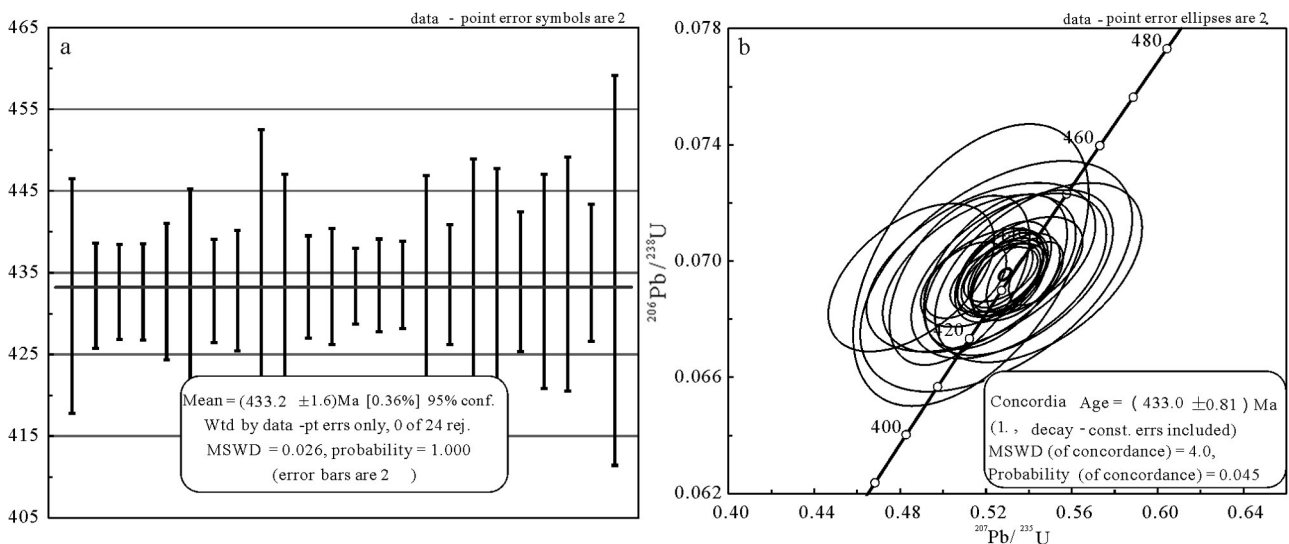 data - point error symbols are 2
a
465
455
445
435
425
415
405
Mean = (433.2 ±1.6)Ma [0.36%] 95% conf.
Wtd by data -pt errs only, 0 of 24 rej.
MSWD = 0.026, probability = 1.000
(error bars are 2 )
data - point error ellipses are 2
b
0.078
0.074
0.070
0.066
0.062
206Pb/238U
480
460
420
400
Concordia Age = ( 433.0 ±0.81 ) Ma
(1. , decay - const. errs included)
MSWD (of concordance) = 4.0,
Probability (of concordance) = 0.045
0.40 0.44 0.48 0.52 0.56 0.60 0.64
207Pb/ 235U